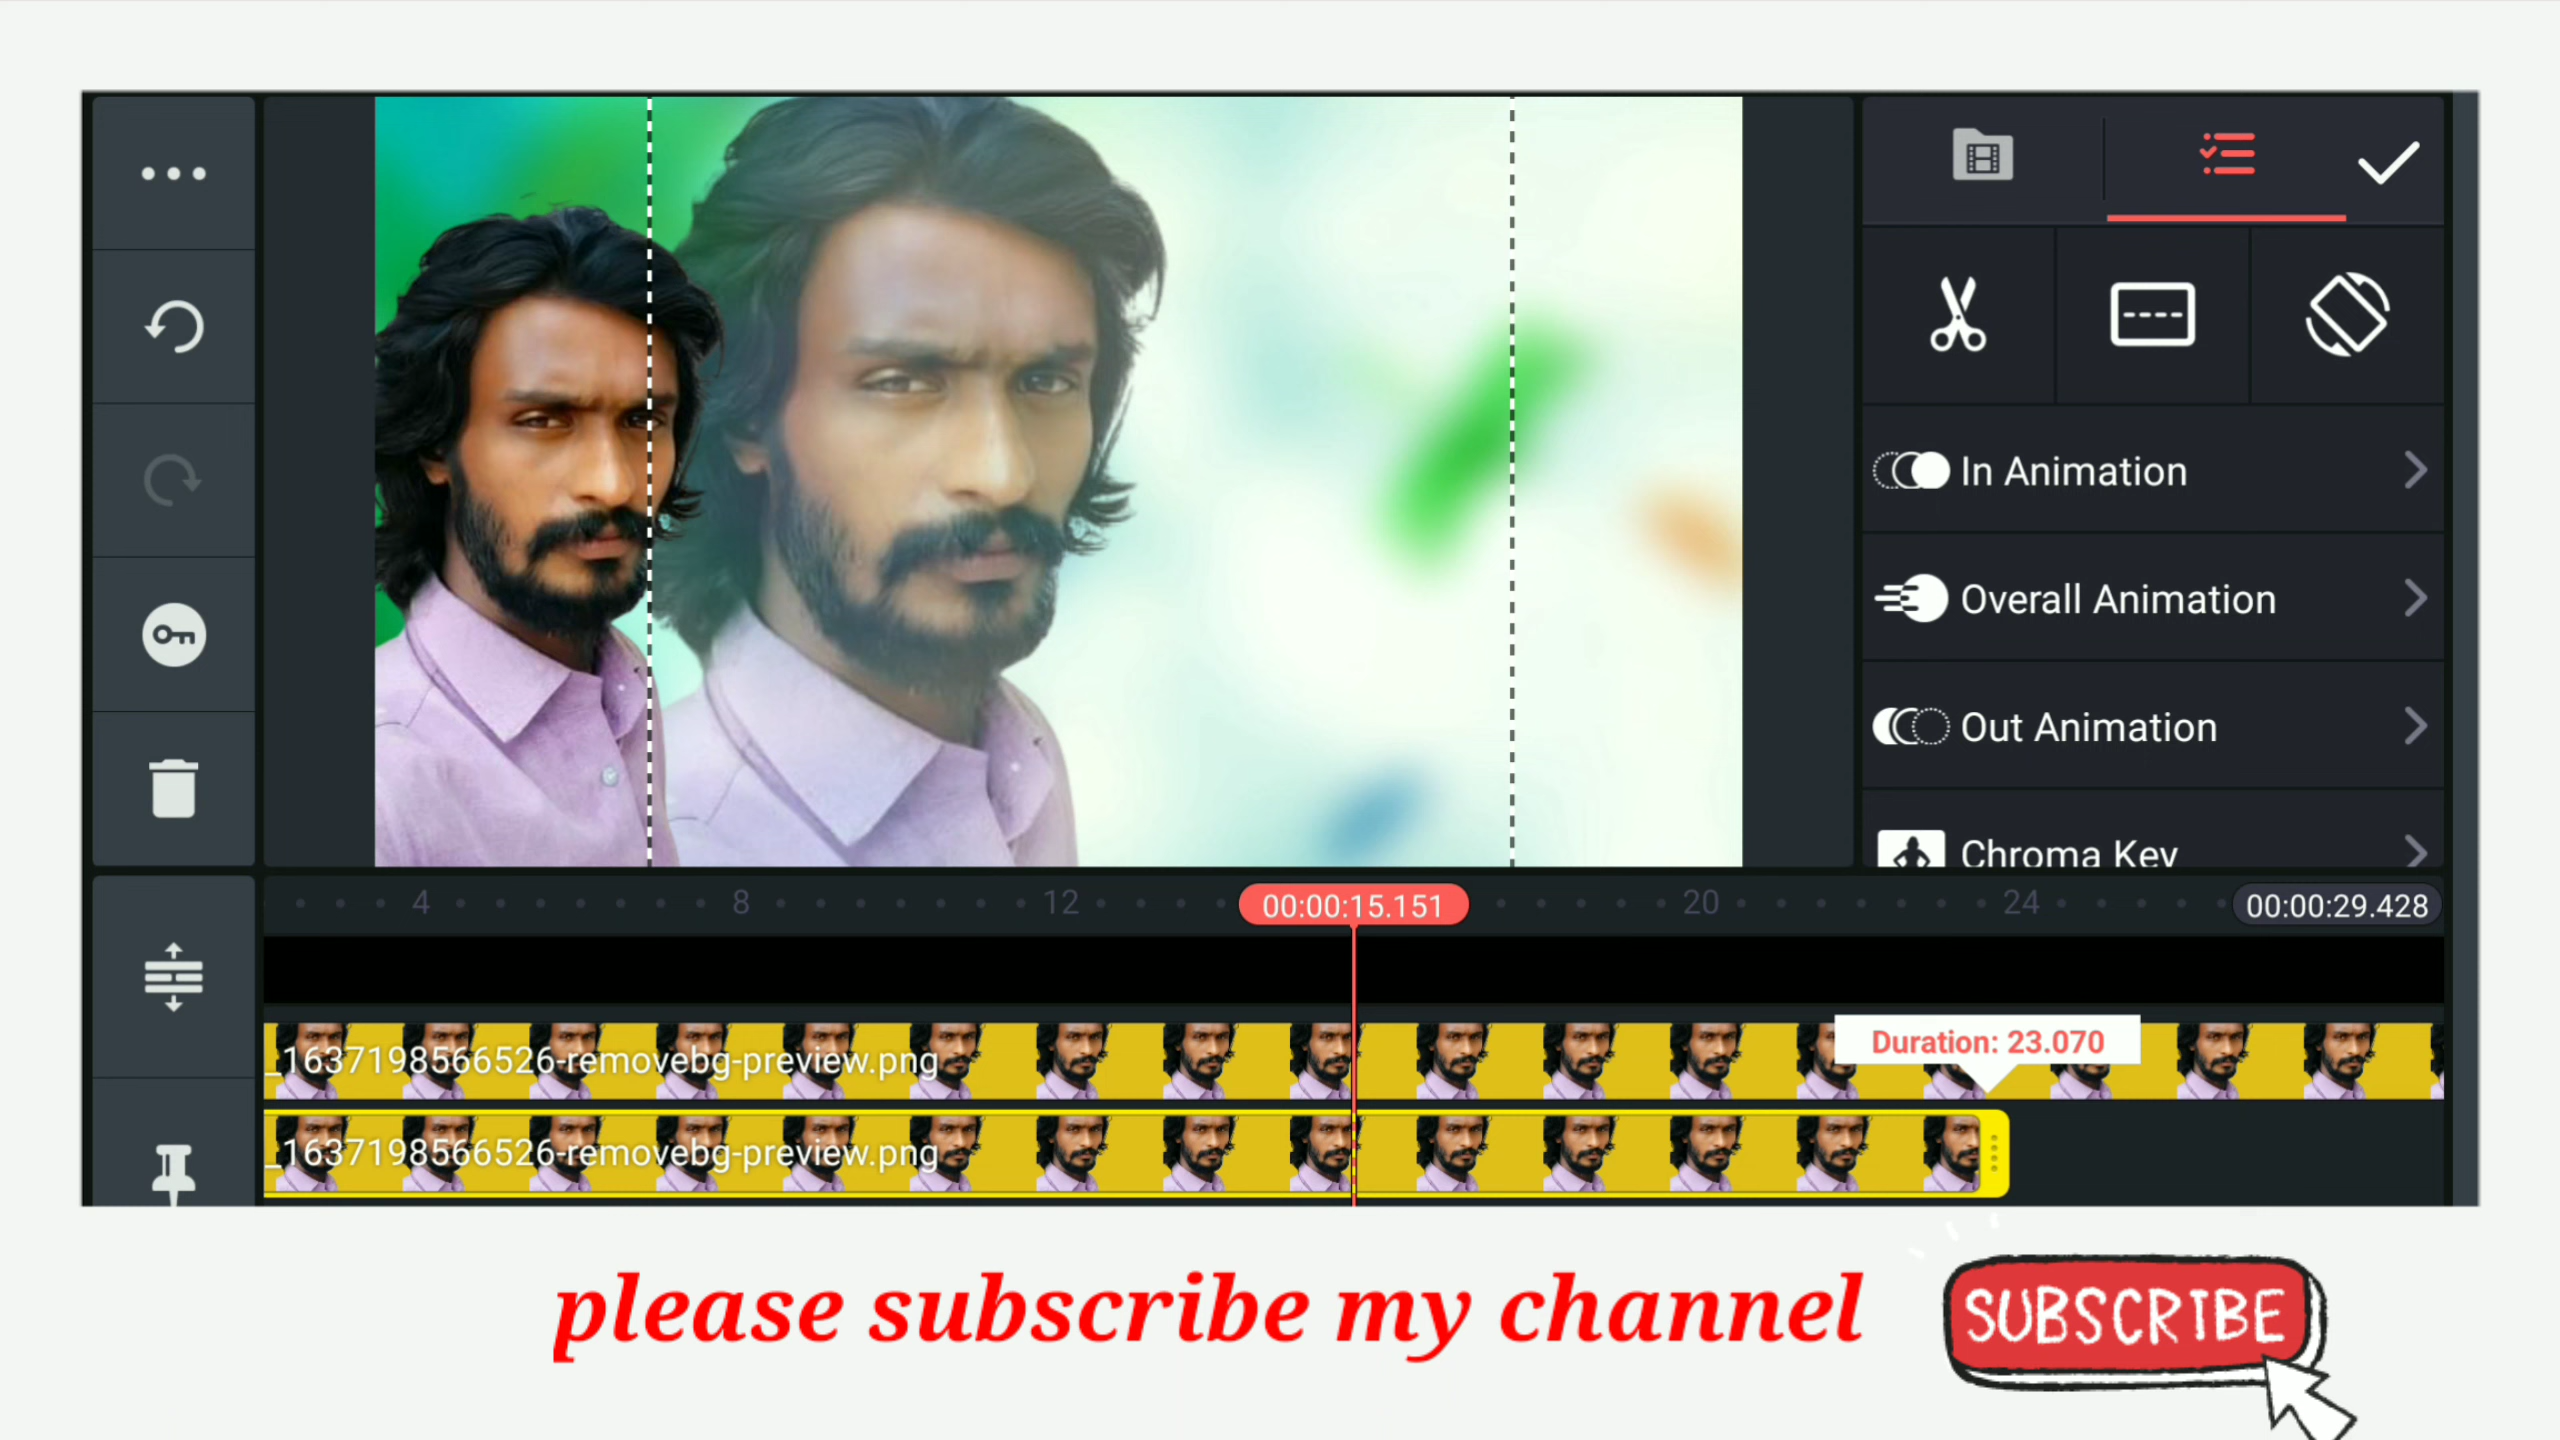 In Animation
Overall Animation
Out Animation
Chroma Key
4 8 12 00:00:15.151 20 24 00:00:29.428
Duration: 23.070
_1637198566526-removebg-preview.png
_1637198566526-removebg-preview.png
please subscribe my channel
SUBSCRIBE